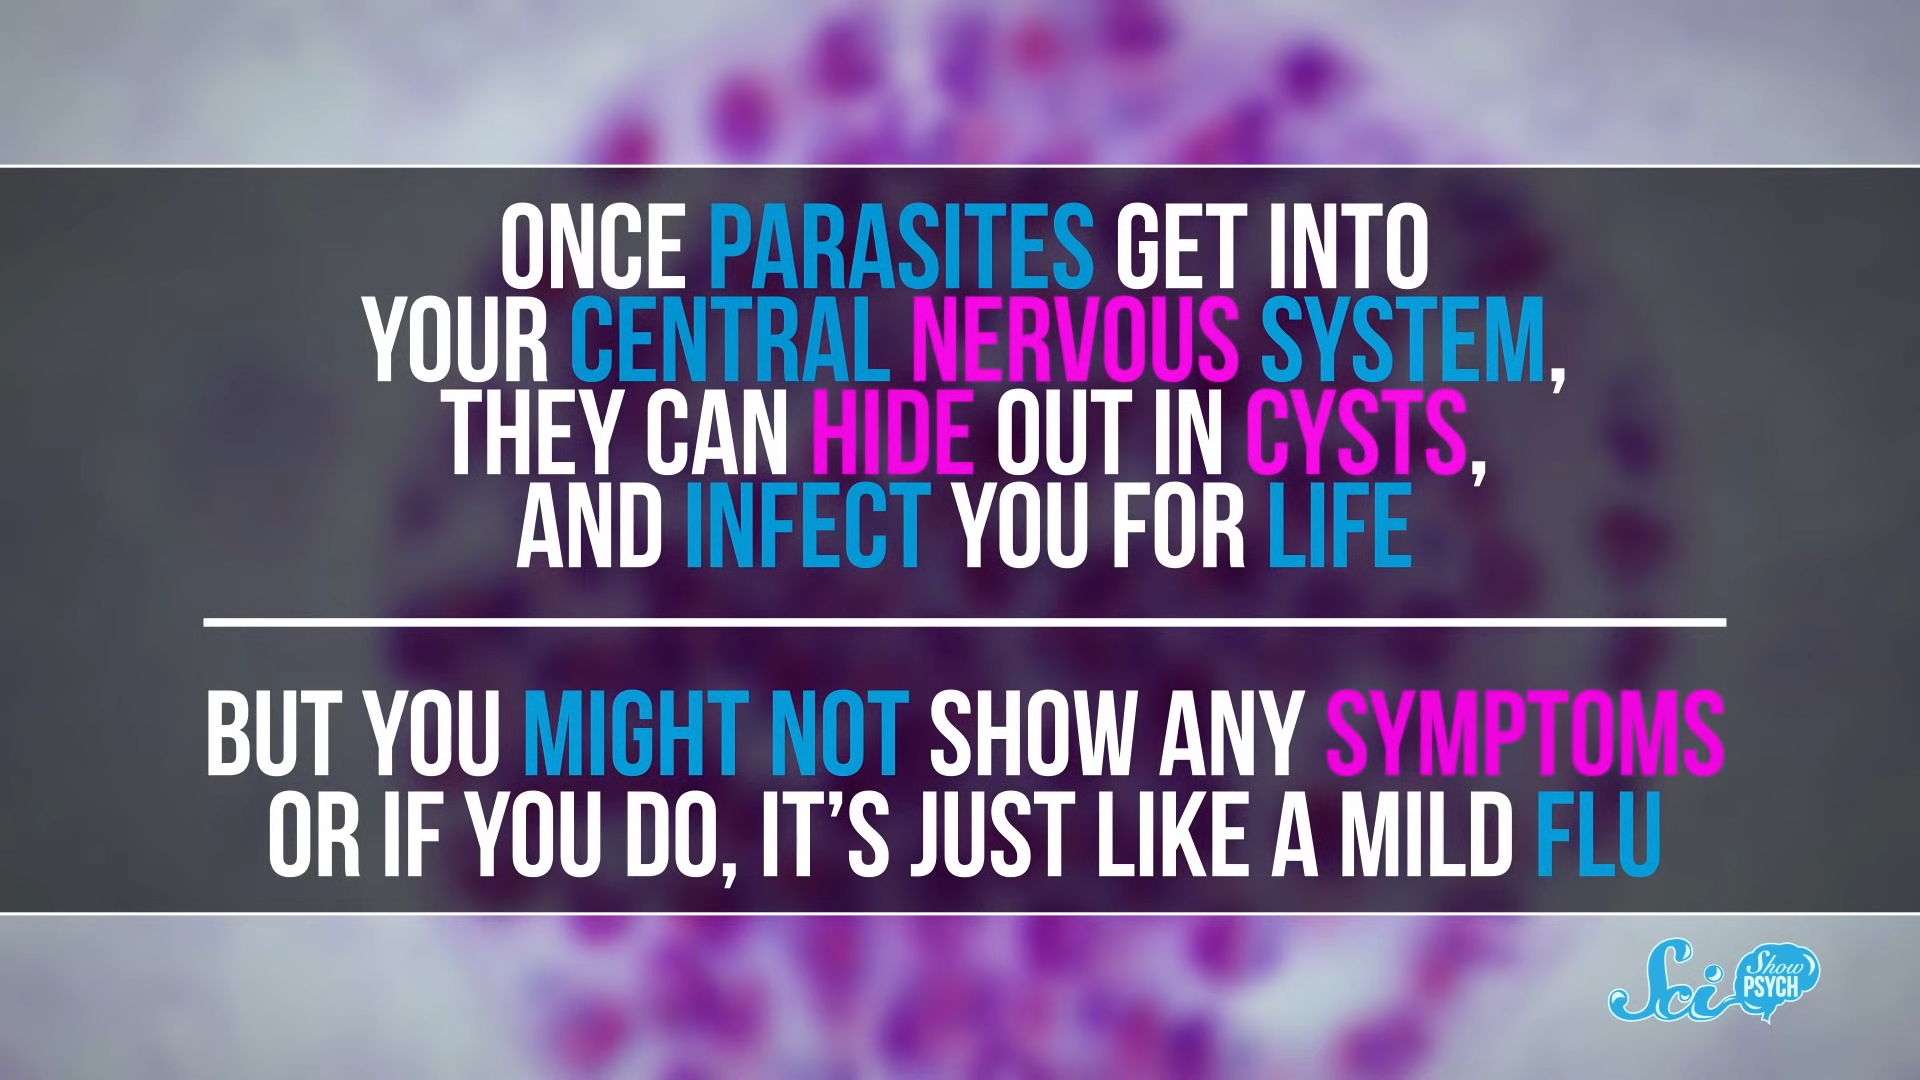 ONCE PARASITES GET INTO
YOUR CENTRAL NERVOUS SYSTEM,
THEY CAN HIDE OUT IN CYSTS,
AND INFECT YOU FOR LIFE
BUT YOU MIGHT NOT SHOW ANY SYMPTOMS
OR IF YOU DO, IT’S JUST LIKE A MILD FLU
Sci Show
PSYCH